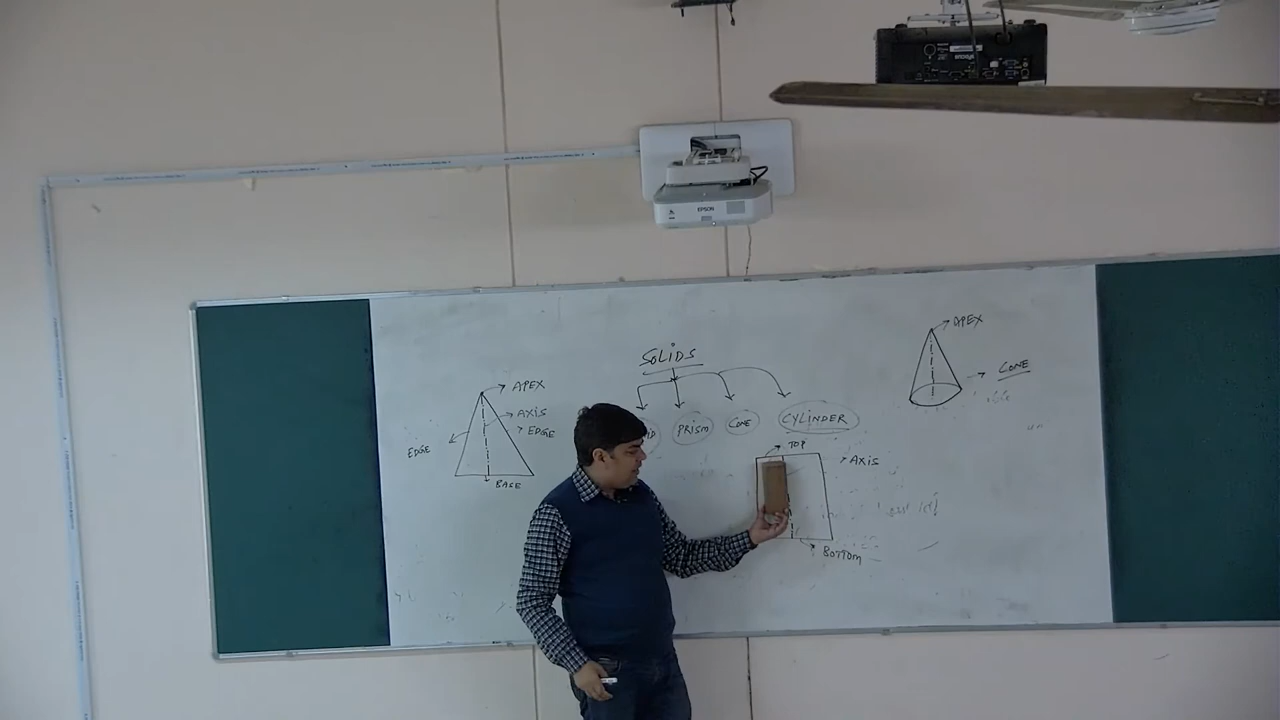 EPSON
SOLIDS
PRISM
CONE
CYLINDER
APEX
AXIS
EDGE
EDGE
BASE
TOP
AXIS
BOTTOM
APEX
CONE